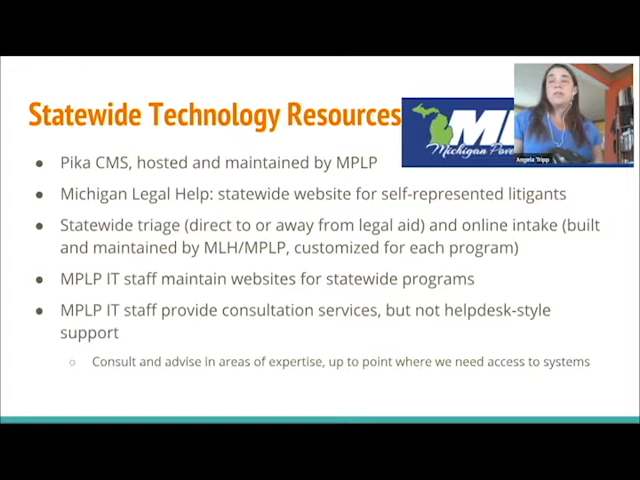 Statewide Technology Resources
Angela Tripp
Michigan
● Pika CMS, hosted and maintained by MPLP
● Michigan Legal Help: statewide website for self-represented litigants
● Statewide triage (direct to or away from legal aid) and online intake (built
and maintained by MLH/MPLP, customized for each program)
● MPLP IT staff maintain websites for statewide programs
● MPLP IT staff provide consultation services, but not helpdesk-style
support
○ Consult and advise in areas of expertise, up to point where we need access to systems